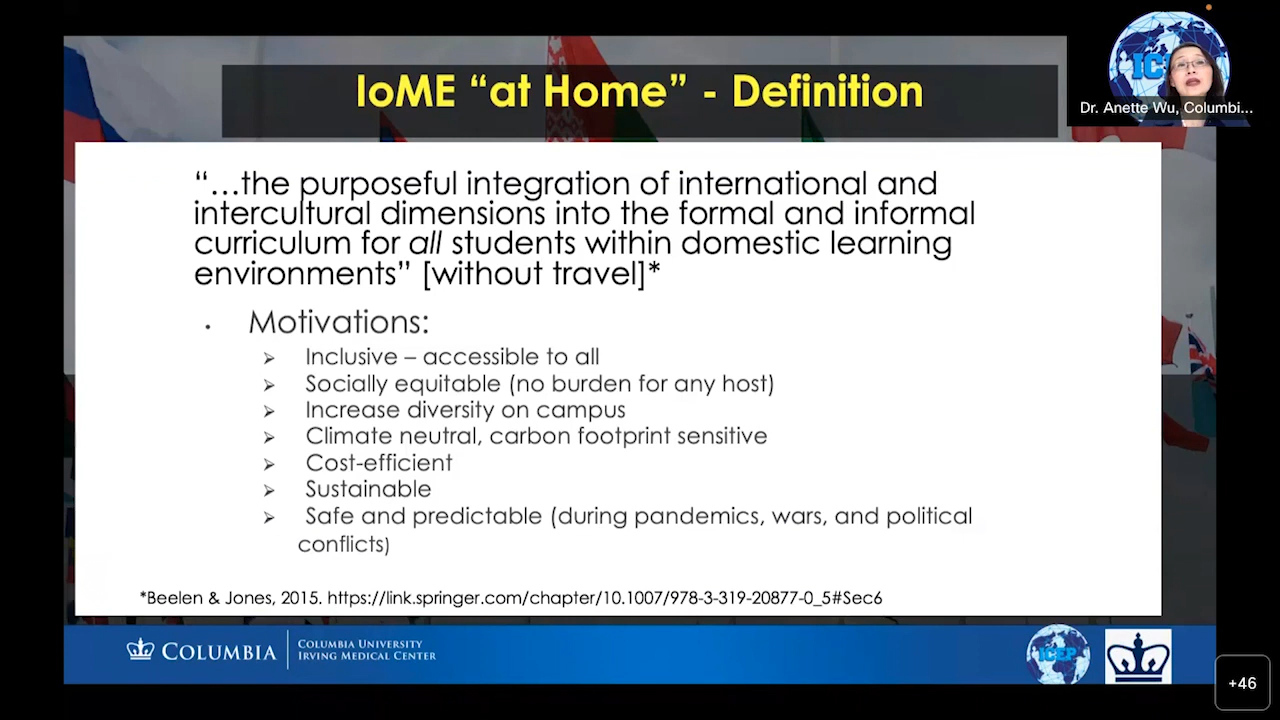 IoME “at Home” - Definition
Dr. Anette Wu, Columbi...
“…the purposeful integration of international and
intercultural dimensions into the formal and informal
curriculum for all students within domestic learning
environments” [without travel]*
• Motivations:
➢ Inclusive – accessible to all
➢ Socially equitable (no burden for any host)
➢ Increase diversity on campus
➢ Climate neutral, carbon footprint sensitive
➢ Cost-efficient
➢ Sustainable
➢ Safe and predictable (during pandemics, wars, and political
conflicts)
*Beelen & Jones, 2015. https://link.springer.com/chapter/10.1007/978-3-319-20877-0_5#Sec6
COLUMBIA
COLUMBIA UNIVERSITY
IRVING MEDICAL CENTER
ICEP
+46